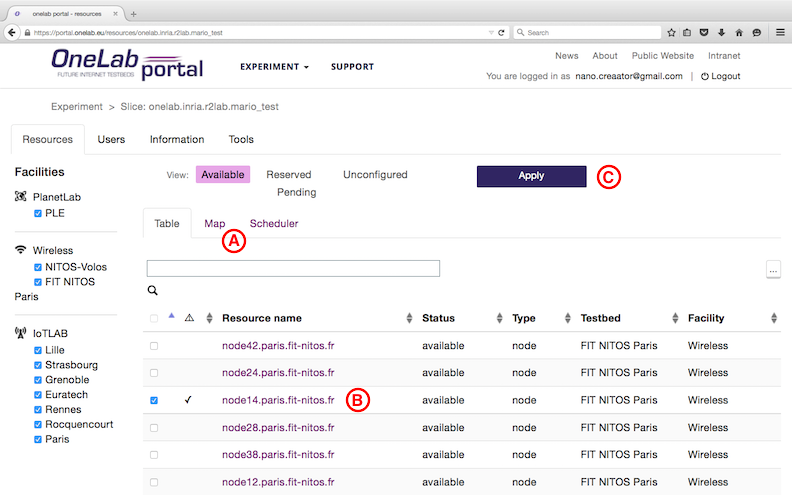 onelab portal - resources
https://portal.onelab.eu/resources/onelab.inria.r2lab.mario_test
Search
OneLab
FUTURE INTERNET TESTBEDS
portal
EXPERIMENT
SUPPORT
News About Public Website Intranet
You are logged in as nano.creaator@gmail.com | Logout
Experiment > Slice: onelab.inria.r2lab.mario_test
Resources Users Information Tools
Facilities
PlanetLab
PLE
Wireless
NITOS-Volos
FIT NITOS
Paris
IoTLAB
Lille
Strasbourg
Grenoble
Euratech
Rennes
Rocquencourt
Paris
View: Available Reserved Unconfigured
Pending
Apply
C
Table Map Scheduler
A
...
Resource name Status Type Testbed Facility
node42.paris.fit-nitos.fr available node FIT NITOS Paris Wireless
node24.paris.fit-nitos.fr available node FIT NITOS Paris Wireless
node14.paris.fit-nitos.fr B available node FIT NITOS Paris Wireless
node28.paris.fit-nitos.fr available node FIT NITOS Paris Wireless
node38.paris.fit-nitos.fr available node FIT NITOS Paris Wireless
node12.paris.fit-nitos.fr available node FIT NITOS Paris Wireless